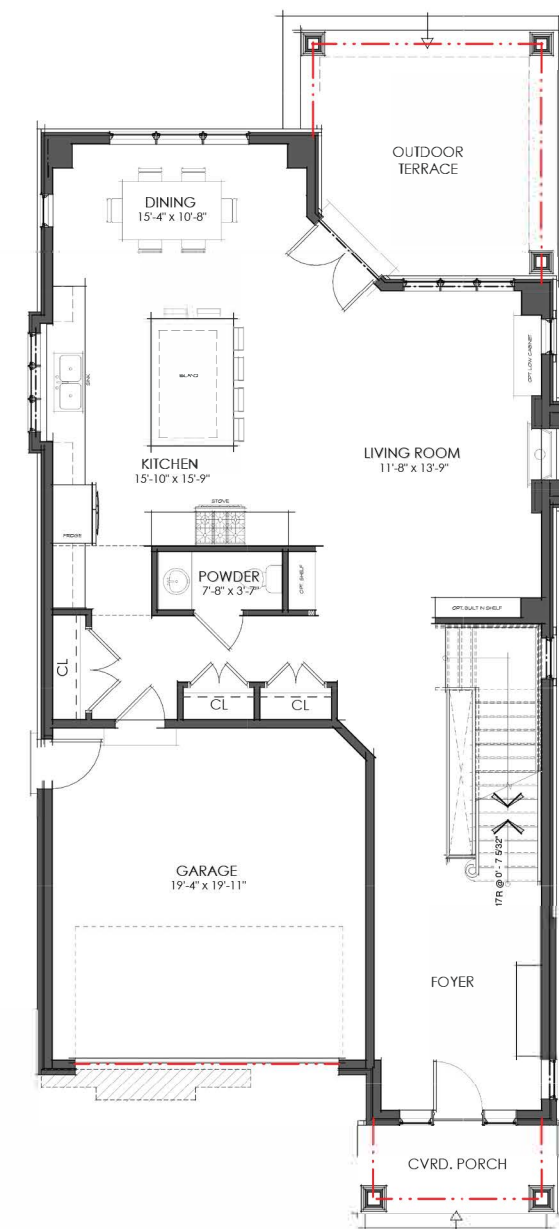 OUTDOOR
TERRACE
DINING
15'-4" x 10'-8"
OPT. LOW CABINET
ISLAND
SINK
LIVING ROOM
11'-8" x 13'-9"
KITCHEN
15'-10" x 15'-9"
STOVE
FRIDGE
POWDER
7'-8" x 3'-7"
OPT. SHELF
OPT. BUILT IN SHELF
CL
CL
CL
17R @ 0' - 7 5/32"
GARAGE
19'-4" x 19'-11"
FOYER
CVRD. PORCH